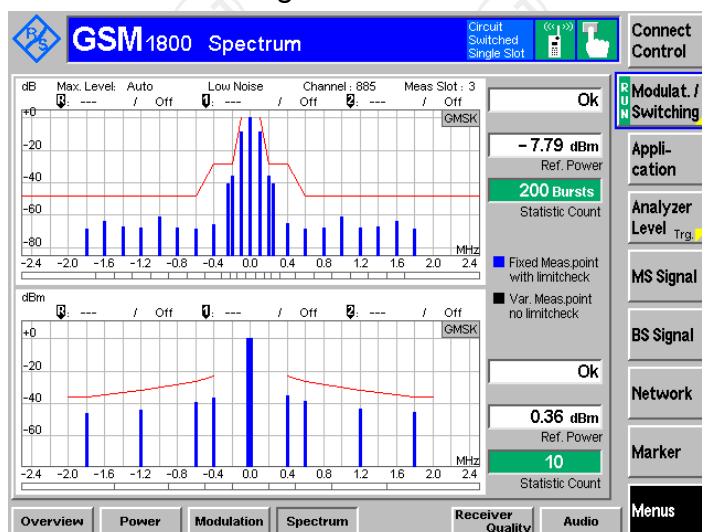 R&S
GSM 1800 Spectrum
Circuit
Switched
Single Slot
Connect
Control
dB Max. Level: Auto Low Noise Channel : 885 Meas Slot : 3
R: --- / Off 1: --- / Off 2: --- / Off
+0
-20
-40
-60
-80
GMSK
MHz
-2.4 -2.0 -1.6 -1.2 -0.8 -0.4 0.0 0.4 0.8 1.2 1.6 2.0 2.4
Ok
-7.79 dBm
Ref. Power
200 Bursts
Statistic Count
Fixed Meas.point
with limitcheck
Var. Meas.point
no limitcheck
dBm
R: --- / Off 1: --- / Off 2: --- / Off
+0
-20
-40
-60
GMSK
MHz
-2.4 -2.0 -1.6 -1.2 -0.8 -0.4 0.0 0.4 0.8 1.2 1.6 2.0 2.4
Ok
0.36 dBm
Ref. Power
10
Statistic Count
RUN
Modulat. /
Switching
Appli-
cation
Analyzer
Level Trg.
MS Signal
BS Signal
Network
Marker
Menus
Overview Power Modulation Spectrum Receiver
Quality Audio